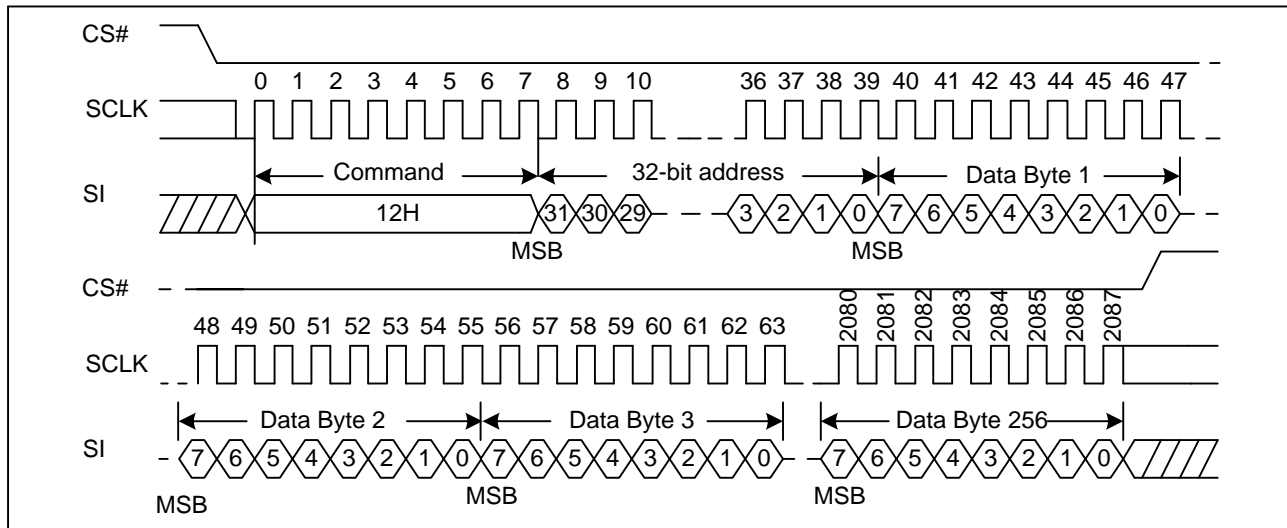 CS#
0 1 2 3 4 5 6 7 8 9 10 36 37 38 39 40 41 42 43 44 45 46 47
SCLK
Command 32-bit address Data Byte 1
SI
12H 31 30 29 3 2 1 0 7 6 5 4 3 2 1 0
MSB MSB
CS#
48 49 50 51 52 53 54 55 56 57 58 59 60 61 62 63 2080 2081 2082 2083 2084 2085 2086 2087
SCLK
Data Byte 2 Data Byte 3 Data Byte 256
SI
7 6 5 4 3 2 1 0 7 6 5 4 3 2 1 0 7 6 5 4 3 2 1 0
MSB MSB MSB